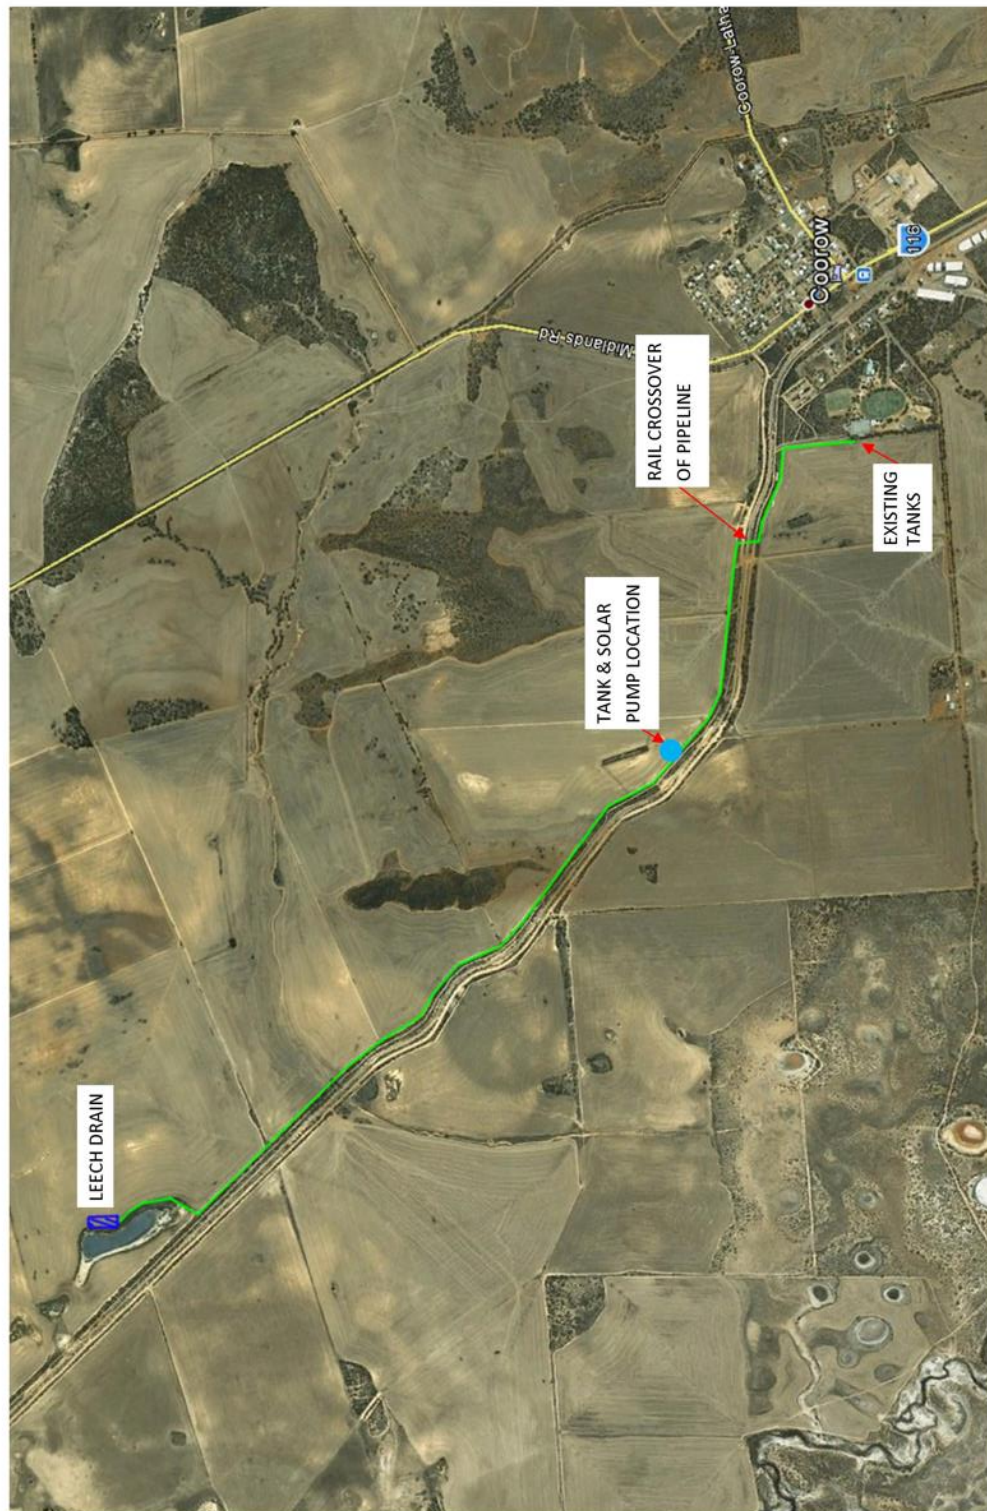 LEECH DRAIN
TANK & SOLAR
PUMP LOCATION
Midlands Rd
RAIL CROSSOVER
OF PIPELINE
Coorow-Latha
Coorow
EXISTING
TANKS
116